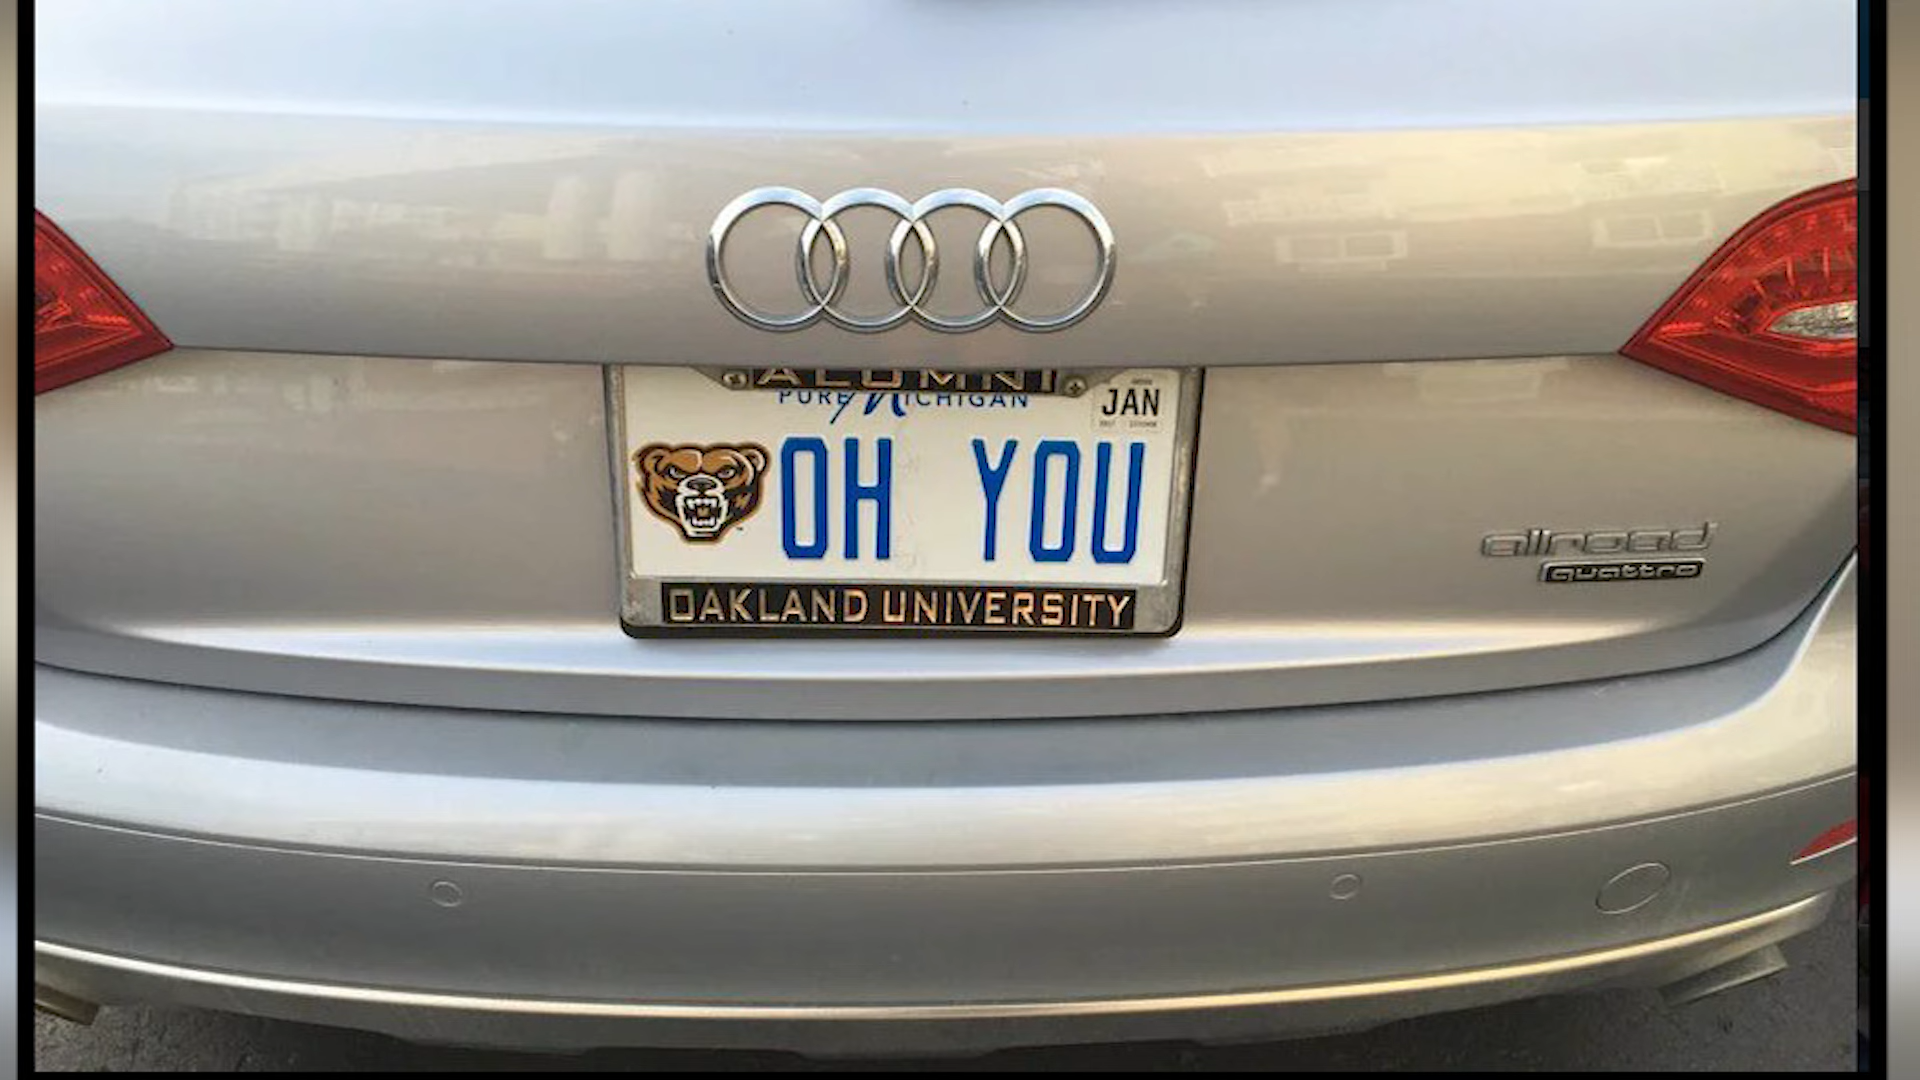 ALUMNI
PURE MICHIGAN
JAN
OH YOU
allroad
quattro
OAKLAND UNIVERSITY